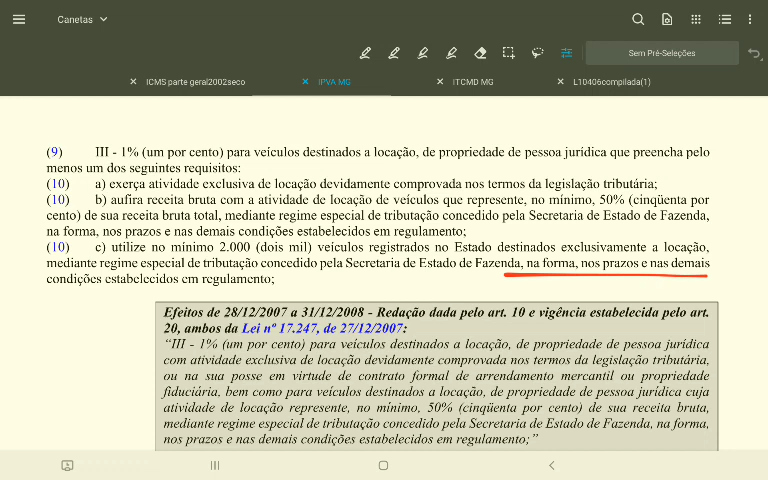 Canetas
Sem Pré-Seleções
× ICMS parte geral2002seco × IPVA MG × ITCMD MG × L10406compilada(1)
(9) III - 1% (um por cento) para veículos destinados a locação, de propriedade de pessoa jurídica que preencha pelo
menos um dos seguintes requisitos:
(10) a) exerça atividade exclusiva de locação devidamente comprovada nos termos da legislação tributária;
(10) b) aufira receita bruta com a atividade de locação de veículos que represente, no mínimo, 50% (cinqüenta por
cento) de sua receita bruta total, mediante regime especial de tributação concedido pela Secretaria de Estado de Fazenda,
na forma, nos prazos e nas demais condições estabelecidos em regulamento;
(10) c) utilize no mínimo 2.000 (dois mil) veículos registrados no Estado destinados exclusivamente a locação,
mediante regime especial de tributação concedido pela Secretaria de Estado de Fazenda, na forma, nos prazos e nas demais
condições estabelecidos em regulamento;
Efeitos de 28/12/2007 a 31/12/2008 - Redação dada pelo art. 10 e vigência estabelecida pelo art.
20, ambos da Lei nº 17.247, de 27/12/2007:
“III - 1% (um por cento) para veículos destinados a locação, de propriedade de pessoa jurídica
com atividade exclusiva de locação devidamente comprovada nos termos da legislação tributária,
ou na sua posse em virtude de contrato formal de arrendamento mercantil ou propriedade
fiduciária, bem como para veículos destinados a locação, de propriedade de pessoa jurídica cuja
atividade de locação represente, no mínimo, 50% (cinqüenta por cento) de sua receita bruta,
mediante regime especial de tributação concedido pela Secretaria de Estado de Fazenda, na forma,
nos prazos e nas demais condições estabelecidos em regulamento;”